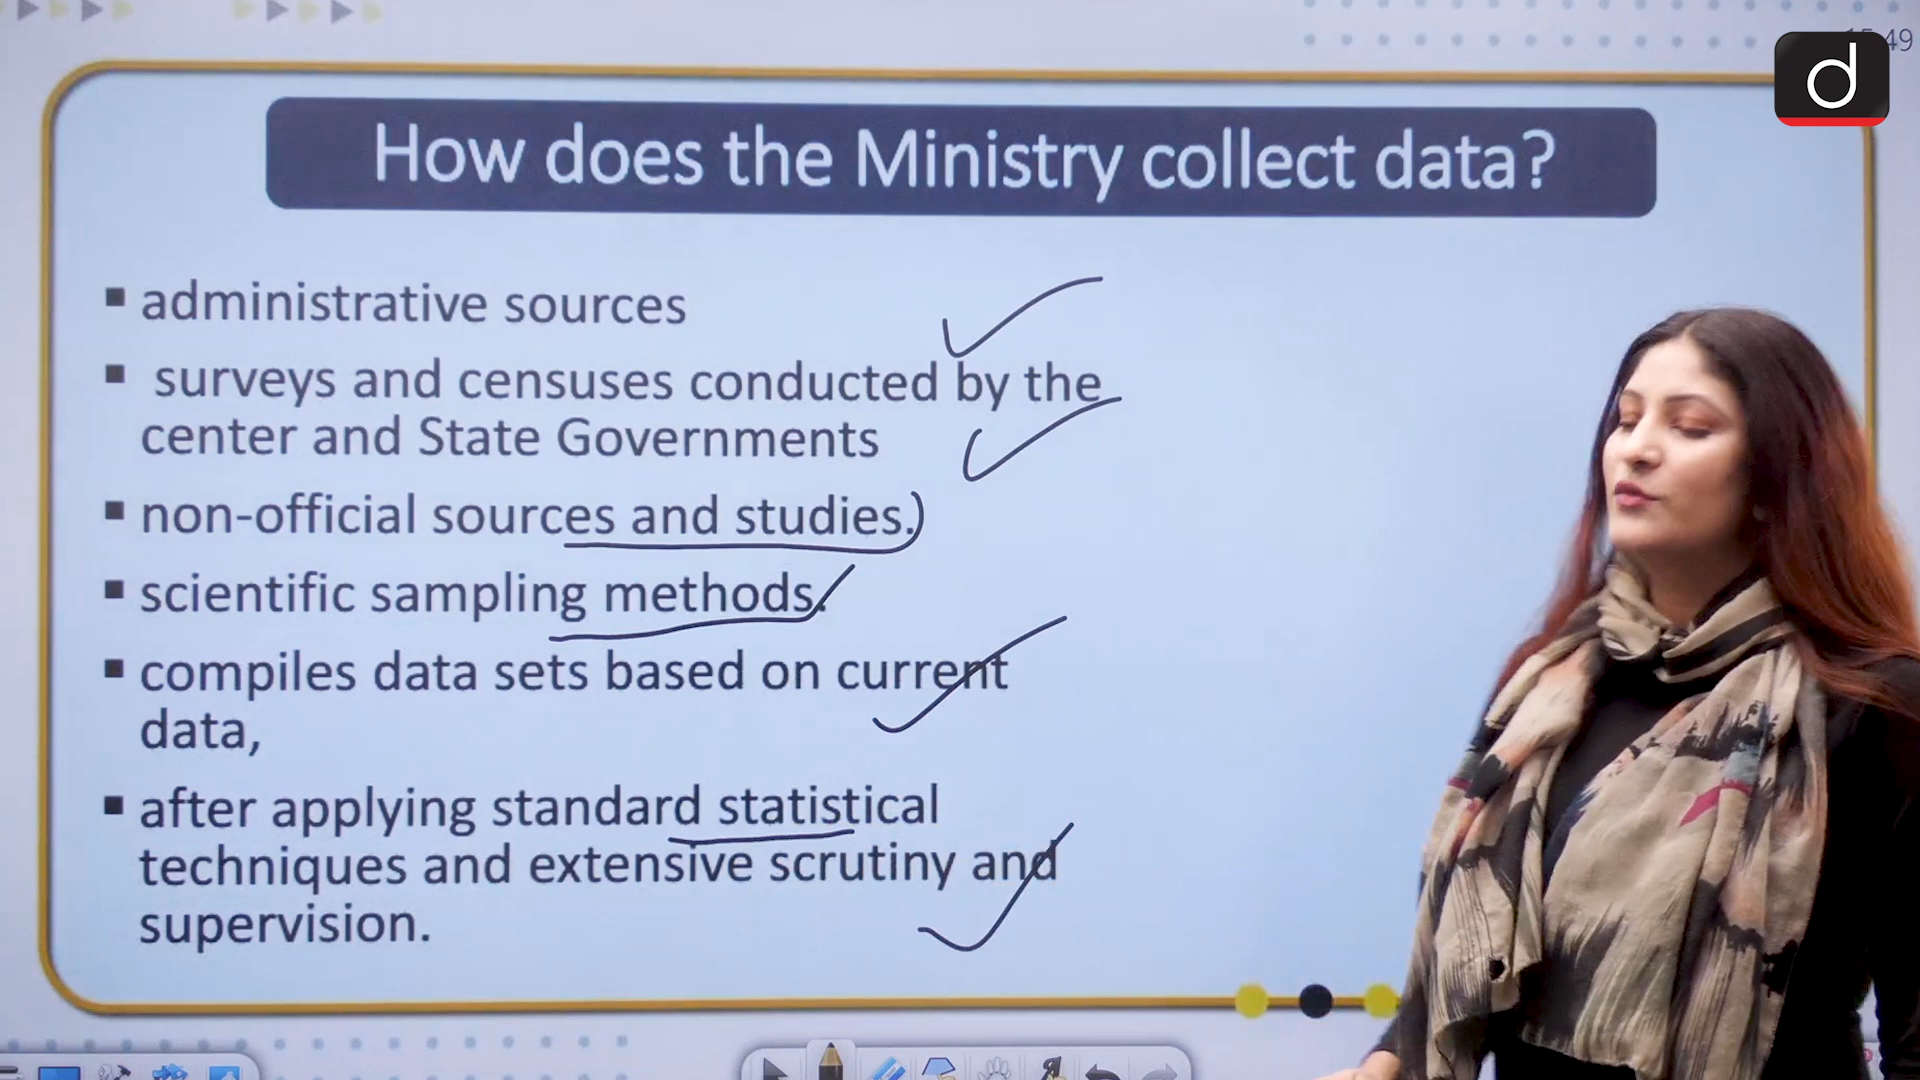 How does the Ministry collect data?
▪ administrative sources
▪ surveys and censuses conducted by the
center and State Governments
▪ non-official sources and studies.
▪ scientific sampling methods.
▪ compiles data sets based on current
data,
▪ after applying standard statistical
techniques and extensive scrutiny and
supervision.
d